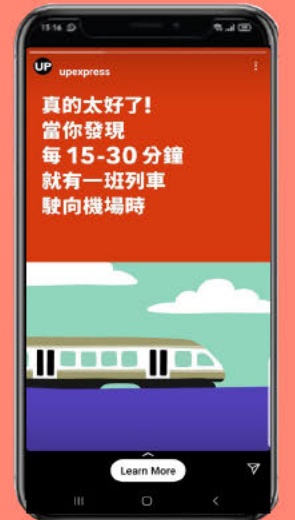 15:16
UP upexpress
真的太好了!
當你發現
每 15-30 分鐘
就有一班列車
駛向機場時
Learn More